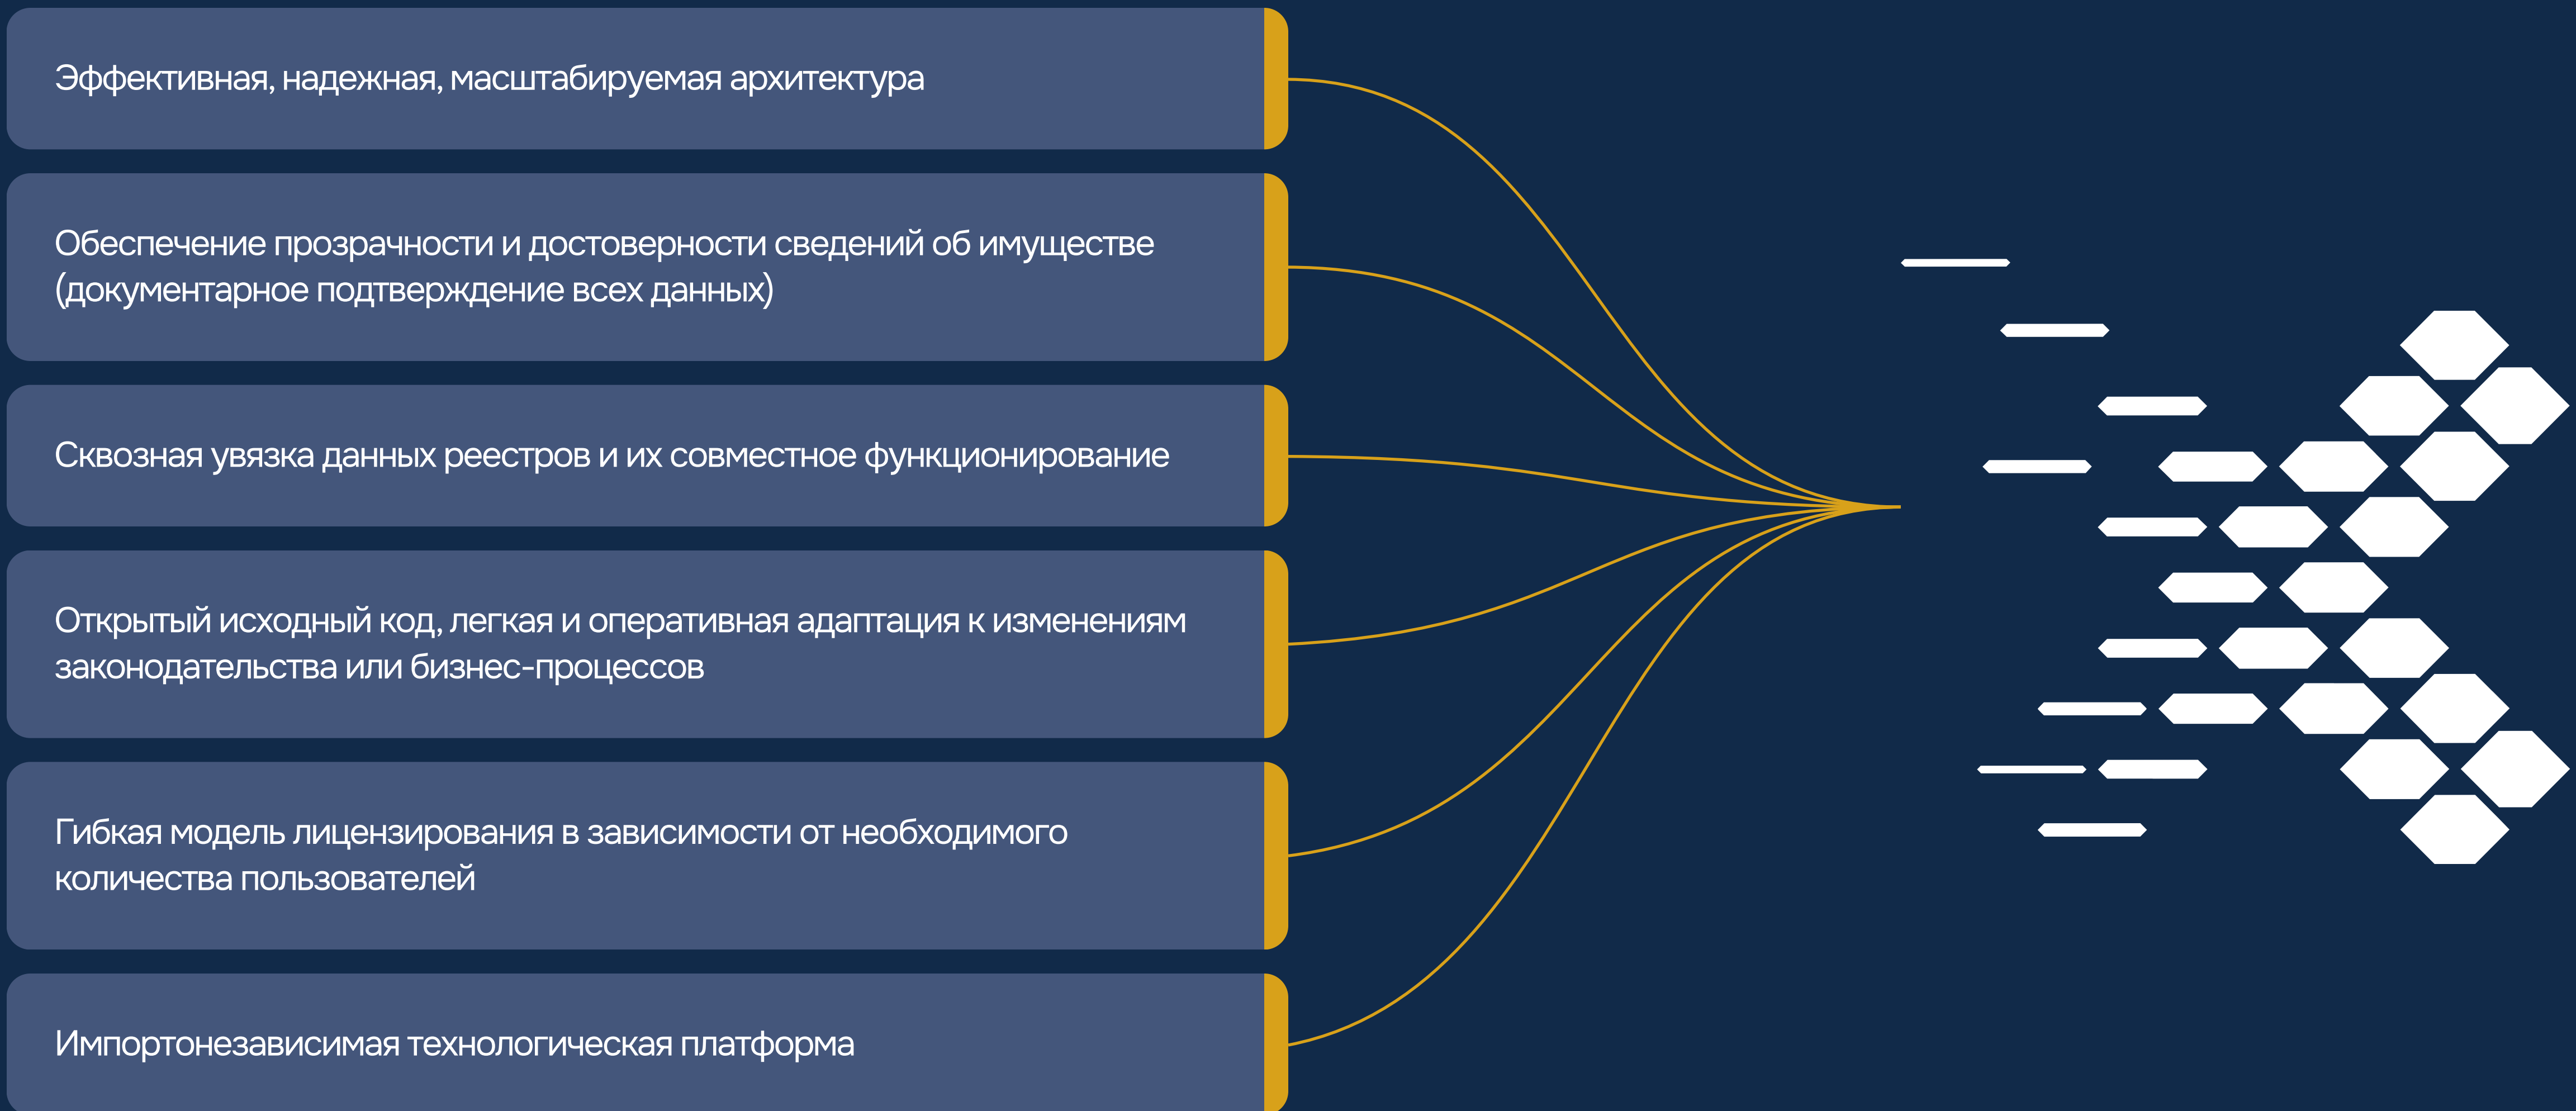 Эффективная, надежная, масштабируемая архитектура
Обеспечение прозрачности и достоверности сведений об имуществе
(документарное подтверждение всех данных)
Сквозная увязка данных реестров и их совместное функционирование
Открытый исходный код, легкая и оперативная адаптация к изменениям
законодательства или бизнес-процессов
Гибкая модель лицензирования в зависимости от необходимого
количества пользователей
Импортонезависимая технологическая платформа